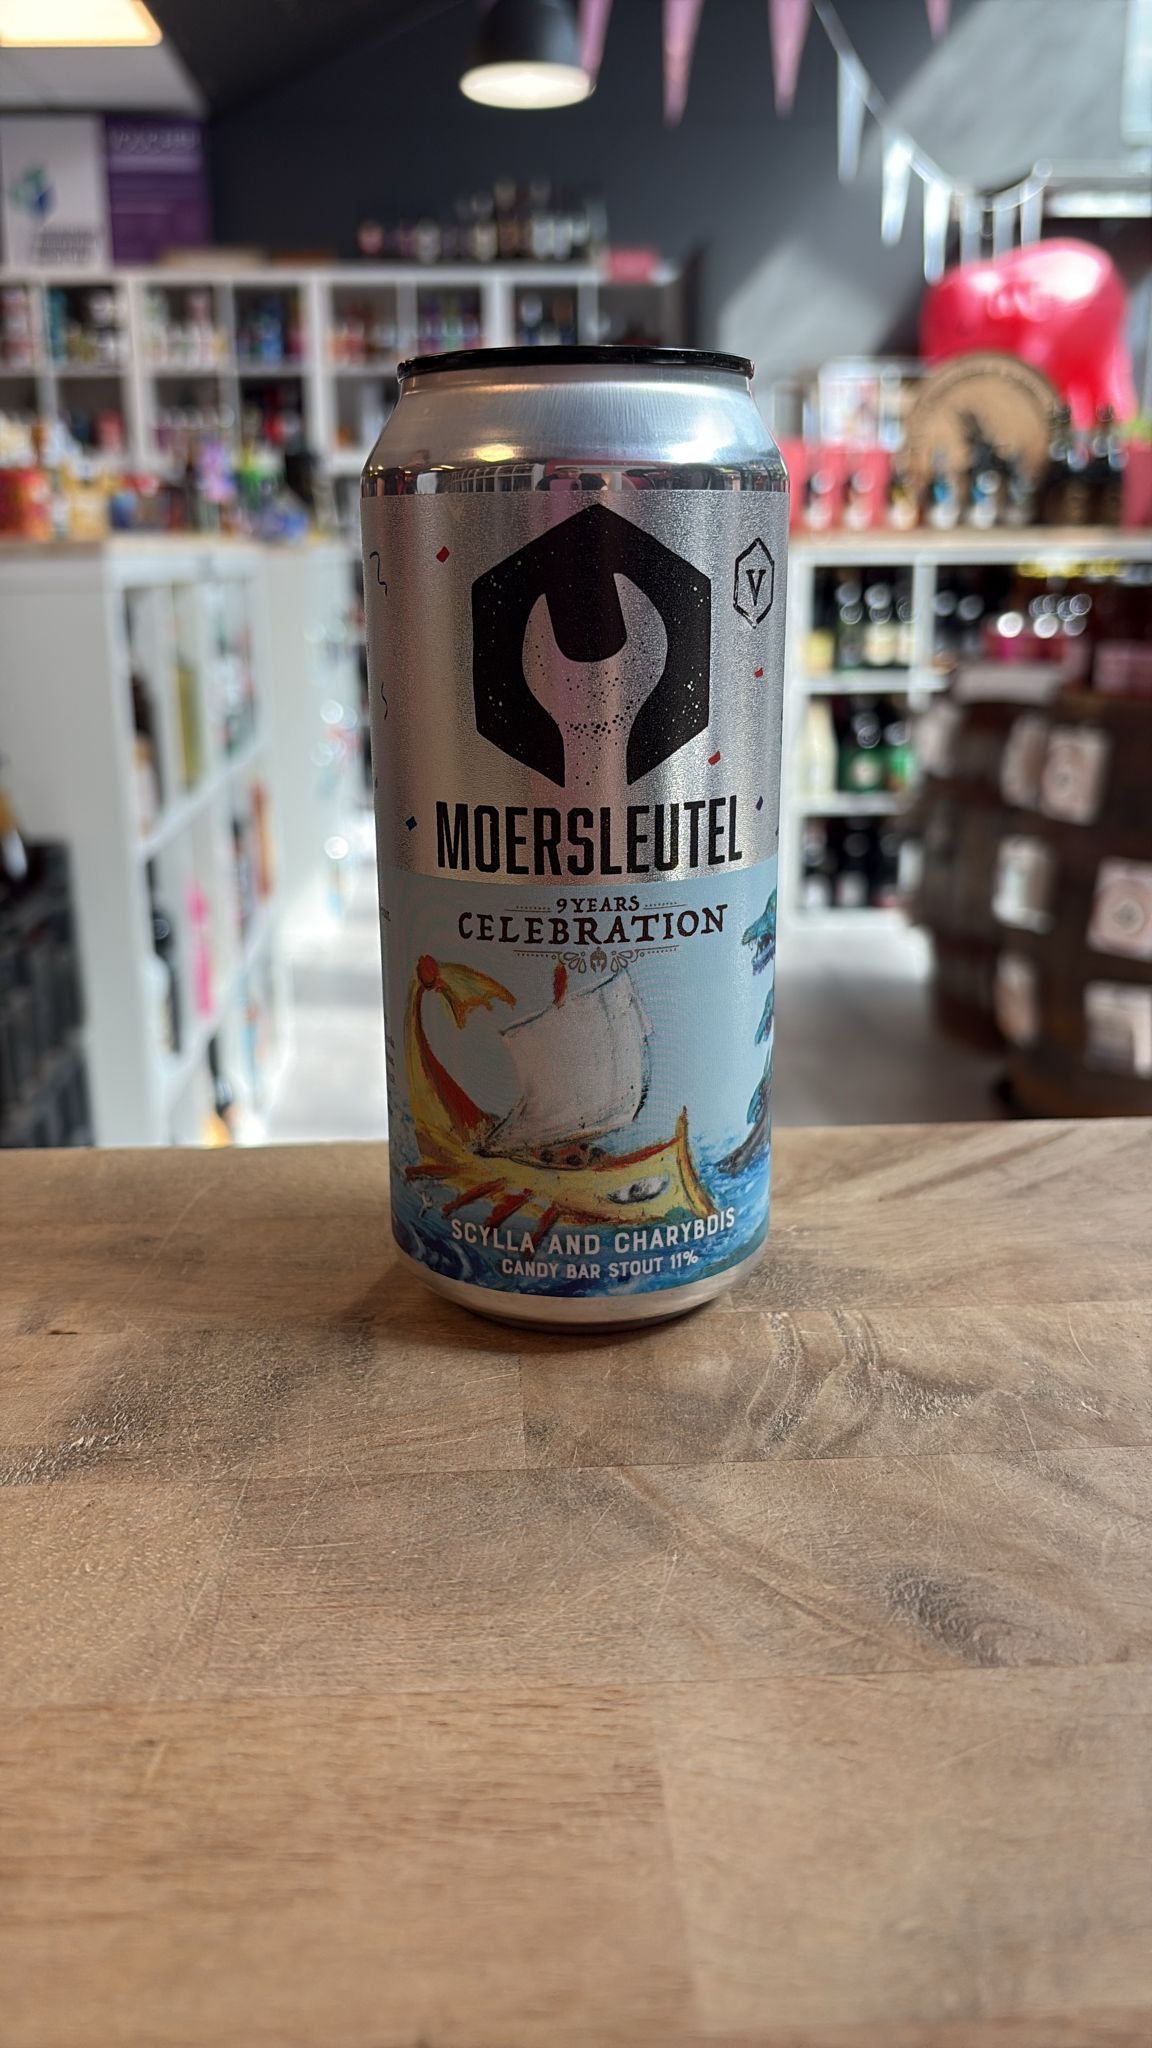 V
MOERSLEUTEL
9 YEARS
CELEBRATION
SCYLLA AND CHARYBDIS
CANDY BAR STOUT 11%